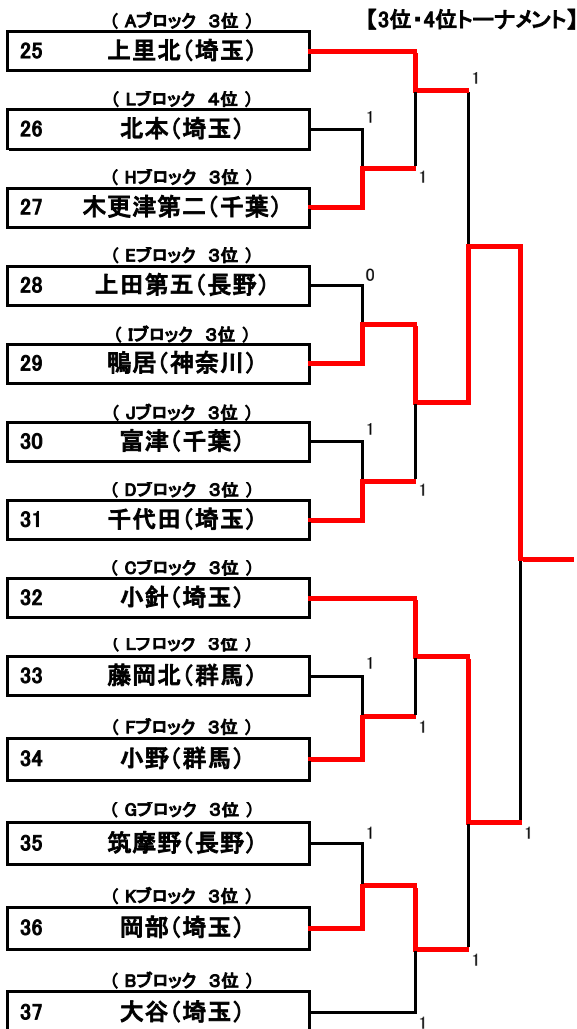 【3位・4位トーナメント】
( Aブロック 3位 )
25 上里北(埼玉)
1
( Lブロック 4位 )
26 北本(埼玉)
1
( Hブロック 3位 )
1
27 木更津第二(千葉)
( Eブロック 3位 )
28 上田第五(長野)
0
( Iブロック 3位 )
29 鴨居(神奈川)
( Jブロック 3位 )
30 富津(千葉)
1
( Dブロック 3位 )
1
31 千代田(埼玉)
( Cブロック 3位 )
32 小針(埼玉)
( Lフロック 3位 )
33 藤岡北(群馬)
1
( Fブロック 3位 )
1
34 小野(群馬)
( Gブロック 3位 )
35 筑摩野(長野)
1
1
( Kブロック 3位 )
36 岡部(埼玉)
1
( Bブロック 3位 )
37 大谷(埼玉)
1